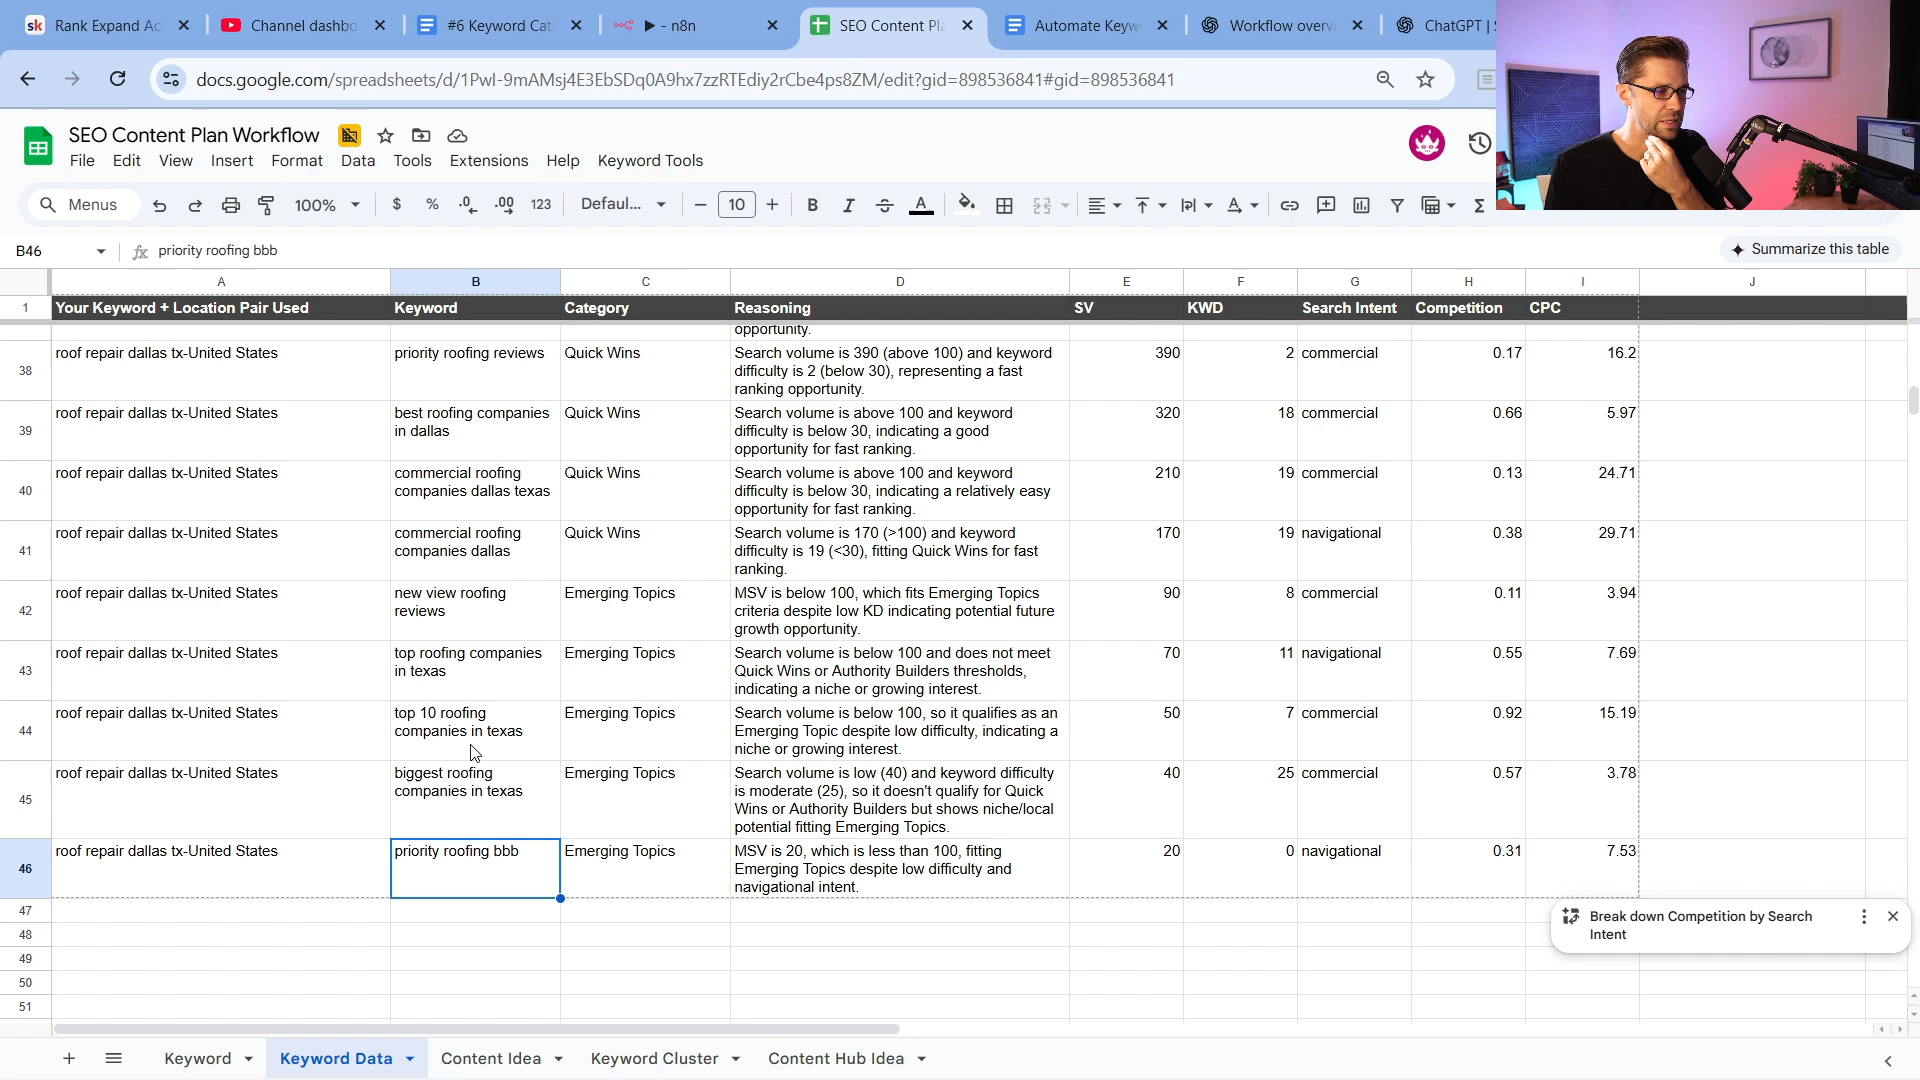 Rank Expand Ac
Channel dashbo
#6 Keyword Cat
▶ - n8n
SEO Content Pla
Automate Keyw
Workflow overv
ChatGPT | S
docs.google.com/spreadsheets/d/1PwI-9mAMsj4E3EbSDq0A9hx7zzRTEdiy2rCbe4ps8ZM/edit?gid=898536841#gid=898536841
SEO Content Plan Workflow
File Edit View Insert Format Data Tools Extensions Help Keyword Tools
Menus 100% $ % .0 .00 123 Defaul... 10 B I S A
B46 fx priority roofing bbb
Summarize this table
A B C D E F G H I J
1 Your Keyword + Location Pair Used Keyword Category Reasoning SV KWD Search Intent Competition CPC
opportunity.
38 roof repair dallas tx-United States priority roofing reviews Quick Wins Search volume is 390 (above 100) and keyword 390 2 commercial 0.17 16.2
difficulty is 2 (below 30), representing a fast
ranking opportunity.
39 roof repair dallas tx-United States best roofing companies Quick Wins Search volume is above 100 and keyword 320 18 commercial 0.66 5.97
in dallas difficulty is below 30, indicating a good
opportunity for fast ranking.
40 roof repair dallas tx-United States commercial roofing Quick Wins Search volume is above 100 and keyword 210 19 commercial 0.13 24.71
companies dallas texas difficulty is below 30, indicating a relatively easy
opportunity for fast ranking.
41 roof repair dallas tx-United States commercial roofing Quick Wins Search volume is 170 (>100) and keyword 170 19 navigational 0.38 29.71
companies dallas difficulty is 19 (<30), fitting Quick Wins for fast
ranking.
42 roof repair dallas tx-United States new view roofing Emerging Topics MSV is below 100, which fits Emerging Topics 90 8 commercial 0.11 3.94
reviews criteria despite low KD indicating potential future
growth opportunity.
43 roof repair dallas tx-United States top roofing companies Emerging Topics Search volume is below 100 and does not meet 70 11 navigational 0.55 7.69
in texas Quick Wins or Authority Builders thresholds,
indicating a niche or growing interest.
44 roof repair dallas tx-United States top 10 roofing Emerging Topics Search volume is below 100, so it qualifies as an 50 7 commercial 0.92 15.19
companies in texas Emerging Topic despite low difficulty, indicating a
niche or growing interest.
45 roof repair dallas tx-United States biggest roofing Emerging Topics Search volume is low (40) and keyword difficulty 40 25 commercial 0.57 3.78
companies in texas is moderate (25), so it doesn't qualify for Quick
Wins or Authority Builders but shows niche/local
potential fitting Emerging Topics.
46 roof repair dallas tx-United States priority roofing bbb Emerging Topics MSV is 20, which is less than 100, fitting 20 0 navigational 0.31 7.53
Emerging Topics despite low difficulty and
navigational intent.
47
48
49
50
51
Break down Competition by Search
Intent
Keyword Keyword Data Content Idea Keyword Cluster Content Hub Idea